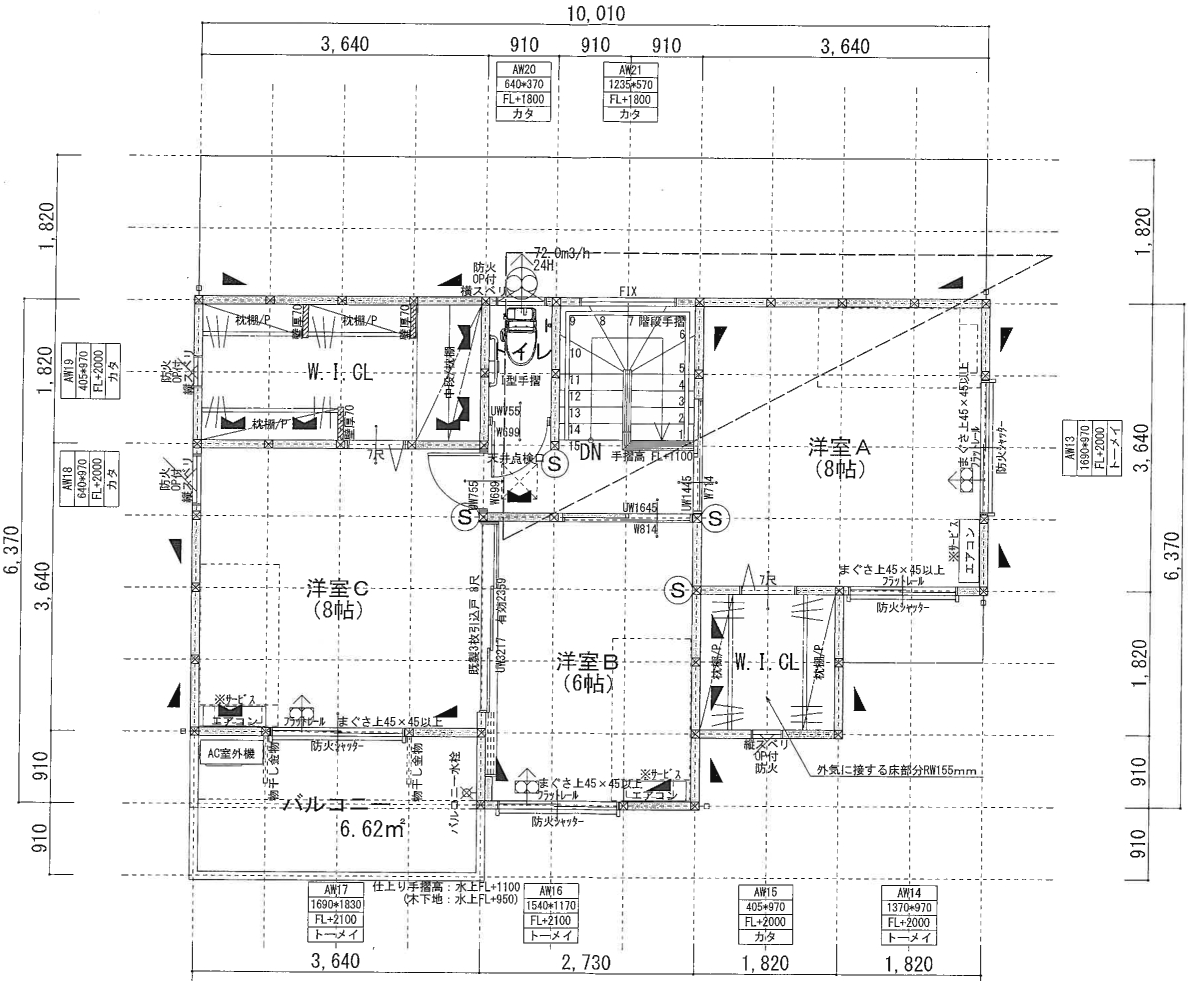 10,010
3,640
910
910
910
3,640
AW20
640*370
FL+1800
カタ
AW21
1235*570
FL+1800
カタ
1,820
1,820
3,640
6,370
910
910
1,820
3,640
6,370
1,820
910
910
AW19
405*970
FL+2000
カタ
AW18
640*970
FL+2000
カタ
AW13
1690*970
FL+2000
トーメイ
72.0m3/h
24H
防火
OP付
横スベリ
FIX
枕棚/P
壁厚70
枕棚/P
壁厚70
W.I.CL
中段/枕棚
防火
OP付
縦スベリ
枕棚/P
壁厚70
7尺
トイレ
I型手摺
UW755
W699
9
8
7
階段手摺
6
10
5
11
4
12
3
13
2
14
1
15
DN
手摺高 FL+1100
天井点検口
S
防火
OP付
縦スベリ
UW755
W699
S
UW1645
W814
UW1445
W714
S
洋室A
(8帖)
まぐさ上45×45以上
フラットレール
防火シャッター
※サービス
エアコン
まぐさ上45×45以上
フラットレール
防火シャッター
洋室C
(8帖)
既製3枚引込戸 8尺
UW3217 有効2359
S
7尺
洋室B
(6帖)
枕棚/P
W.I.CL
枕棚/P
※サービス
エアコン
フラットレール
まぐさ上45×45以上
防火シャッター
AC室外機
物干し金物
物干し金物
バルコニー水栓
バルコニー
6.62㎡
まぐさ上45×45以上
フラットレール
※サービス
エアコン
防火シャッター
縦スベリ
OP付
防火
外気に接する床部分RW155mm
AW17
1690*1830
FL+2100
トーメイ
仕上り手摺高：水上FL+1100
(木下地：水上FL+950)
AW16
1540*1170
FL+2100
トーメイ
AW15
405*970
FL+2000
カタ
AW14
1370*970
FL+2000
トーメイ
3,640
2,730
1,820
1,820